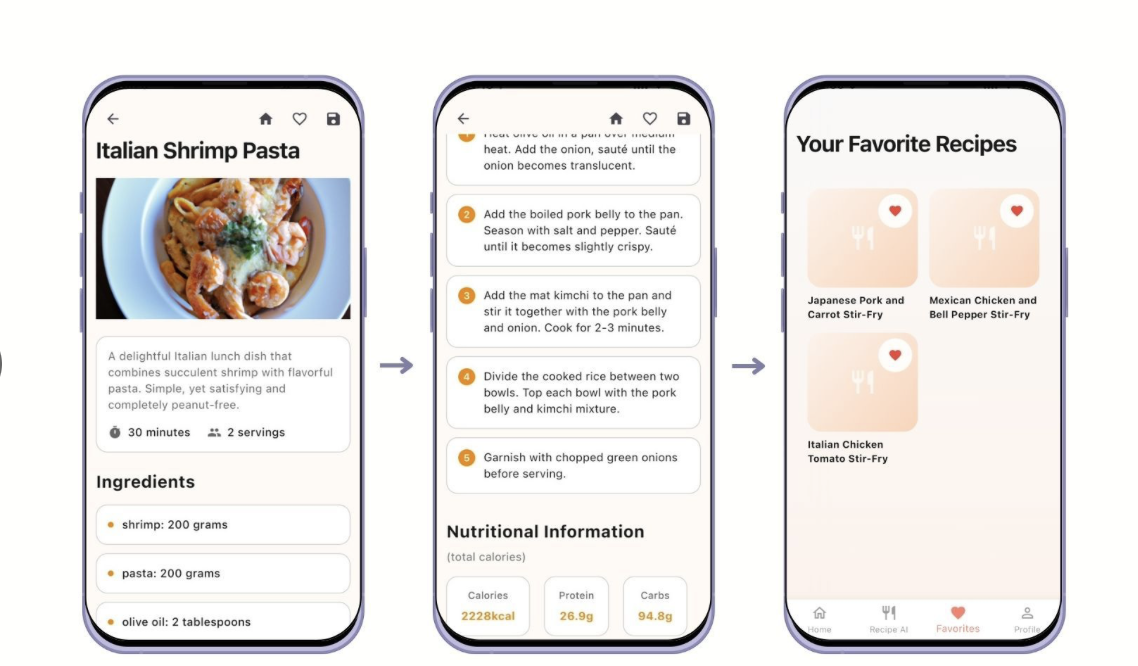 Italian Shrimp Pasta
A delightful Italian lunch dish that
combines succulent shrimp with flavorful
pasta. Simple, yet satisfying and
completely peanut-free.
30 minutes
2 servings
Ingredients
shrimp: 200 grams
pasta: 200 grams
olive oil: 2 tablespoons
1 Heat olive oil in a pan over medium
heat. Add the onion, sauté until the
onion becomes translucent.
2 Add the boiled pork belly to the pan.
Season with salt and pepper. Sauté
until it becomes slightly crispy.
3 Add the mat kimchi to the pan and
stir it together with the pork belly
and onion. Cook for 2-3 minutes.
4 Divide the cooked rice between two
bowls. Top each bowl with the pork
belly and kimchi mixture.
5 Garnish with chopped green onions
before serving.
Nutritional Information
(total calories)
Calories
2228kcal
Protein
26.9g
Carbs
94.8g
Your Favorite Recipes
Japanese Pork and
Carrot Stir-Fry
Mexican Chicken and
Bell Pepper Stir-Fry
Italian Chicken
Tomato Stir-Fry
Home
Recipe AI
Favorites
Profile